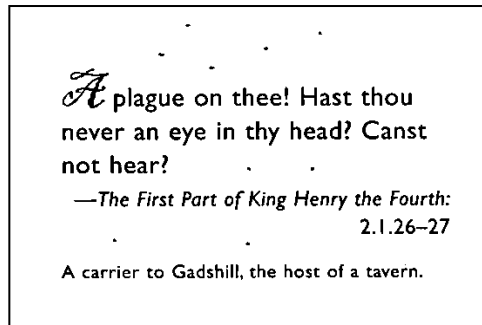 A plague on thee! Hast thou
never an eye in thy head? Canst
not hear?
—The First Part of King Henry the Fourth:
2.1.26–27
A carrier to Gadshill, the host of a tavern.